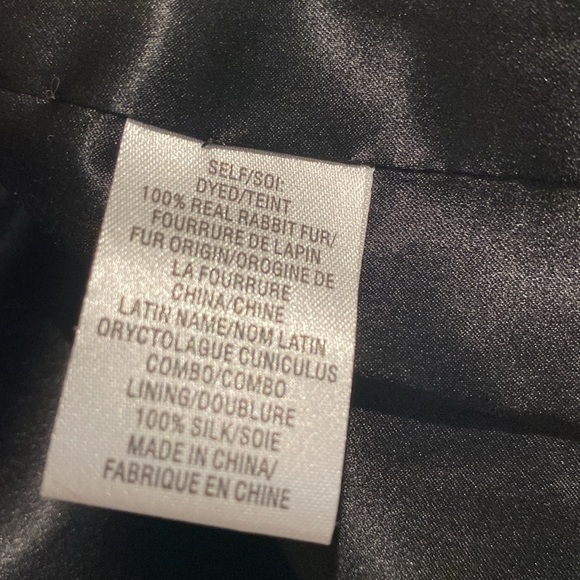 SELF/SOI:
DYED/TEINT
100% REAL RABBIT FUR/
FOURRURE DE LAPIN
FUR ORIGIN/OROGINE DE
LA FOURRURE
CHINA/CHINE
LATIN NAME/NOM LATIN
ORYCTOLAGUE CUNICULUS
COMBO/COMBO
LINING/DOUBLURE
100% SILK/SOIE
MADE IN CHINA/
FABRIQUE EN CHINE